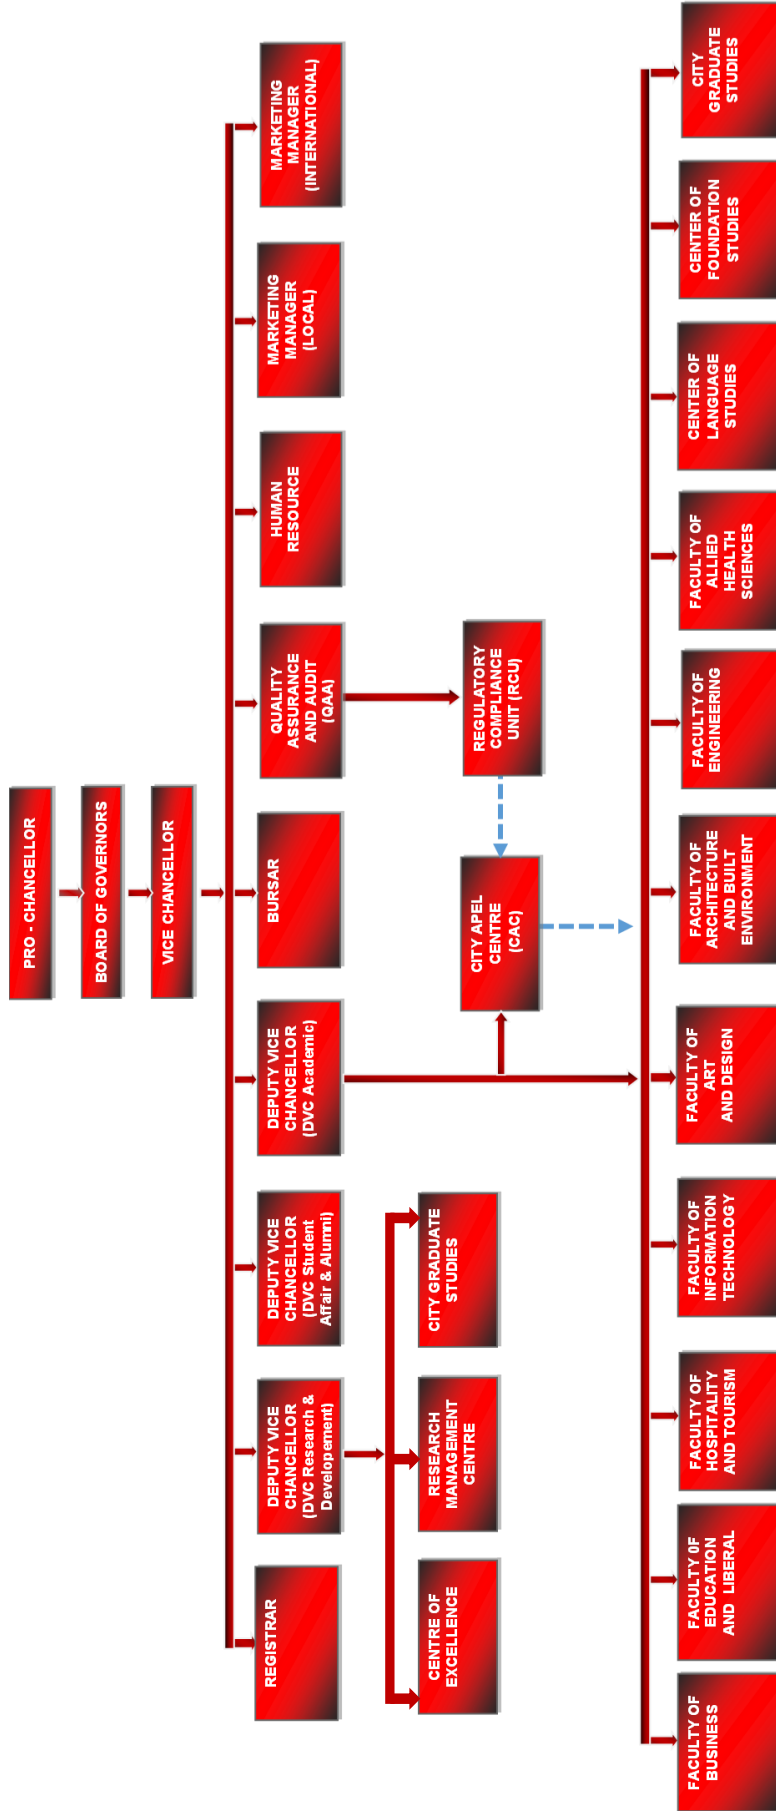 PRO - CHANCELLOR
BOARD OF GOVERNORS
VICE CHANCELLOR
REGISTRAR
DEPUTY VICE
CHANCELLOR
(DVC Research &
Developement)
DEPUTY VICE
CHANCELLOR
(DVC Student
Affair & Alumni)
DEPUTY VICE
CHANCELLOR
(DVC Academic)
BURSAR
QUALITY
ASSURANCE
AND AUDIT
(QAA)
HUMAN
RESOURCE
MARKETING
MANAGER
(LOCAL)
MARKETING
MANAGER
(INTERNATIONAL)
CENTRE OF
EXCELLENCE
RESEARCH
MANAGEMENT
CENTRE
CITY GRADUATE
STUDIES
CITY APEL
CENTRE
(CAC)
REGULATORY
COMPLIANCE
UNIT (RCU)
FACULTY OF
BUSINESS
FACULTY 0F
EDUCATION
AND LIBERAL
FACULTY OF
HOSPITALITY
AND TOURISM
FACULTY OF
INFORMATION
TECHNOLOGY
FACULTY OF
ART
AND DESIGN
FACULTY OF
ARCHITECTURE
AND BUILT
ENVIRONMENT
FACULTY OF
ENGINEERING
FACULTY OF
ALLIED
HEALTH
SCIENCES
CENTER OF
LANGUAGE
STUDIES
CENTER OF
FOUNDATION
STUDIES
CITY
GRADUATE
STUDIES